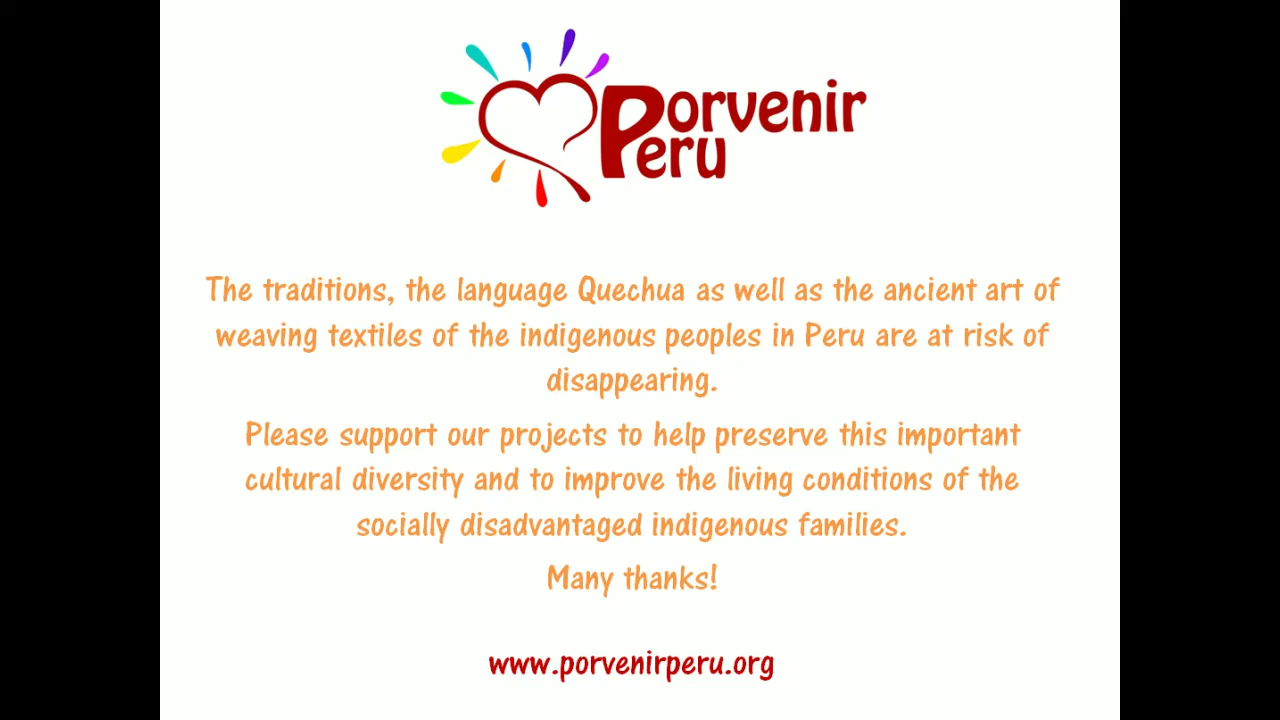 Porvenir
Peru
The traditions, the language Quechua as well as the ancient art of
weaving textiles of the indigenous peoples in Peru are at risk of
disappearing.
Please support our projects to help preserve this important
cultural diversity and to improve the living conditions of the
socially disadvantaged indigenous families.
Many thanks!
www.porvenirperu.org